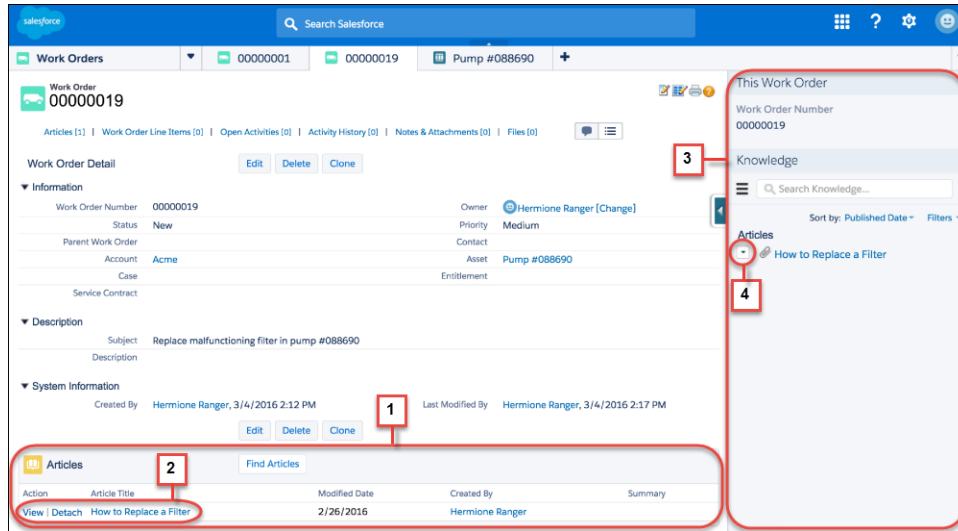 salesforce
Search Salesforce
Work Orders
00000001
00000019
Pump #088690
Work Order
00000019
Articles [1] | Work Order Line Items [0] | Open Activities [0] | Activity History [0] | Notes & Attachments [0] | Files [0]
Work Order Detail
Edit
Delete
Clone
Information
Work Order Number 00000019
Owner Hermione Ranger [Change]
Status New
Priority Medium
Parent Work Order
Contact
Account Acme
Asset Pump #088690
Case
Entitlement
Service Contract
Description
Subject Replace malfunctioning filter in pump #088690
Description
System Information
Created By Hermione Ranger, 3/4/2016 2:12 PM
Last Modified By Hermione Ranger, 3/4/2016 2:17 PM
1
Edit
Delete
Clone
Articles
Find Articles
2
Action Article Title Modified Date Created By Summary
View | Detach How to Replace a Filter 2/26/2016 Hermione Ranger
This Work Order
Work Order Number
00000019
3
Knowledge
Search Knowledge...
Sort by: Published Date Filters
Articles
How to Replace a Filter
4